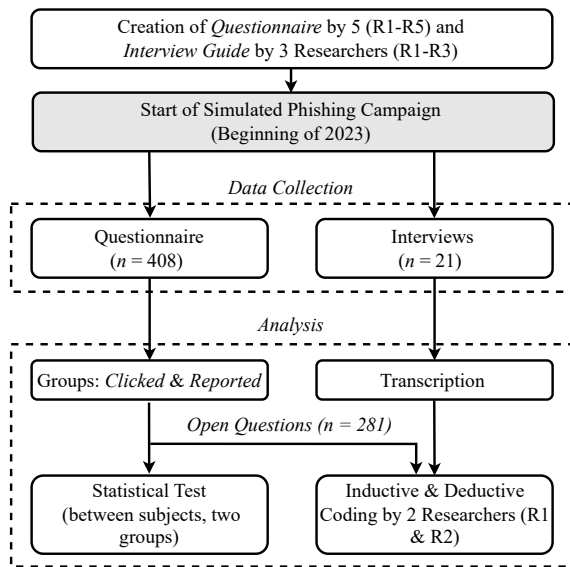 Creation of Questionnaire by 5 (R1-R5) and
Interview Guide by 3 Researchers (R1-R3)
Start of Simulated Phishing Campaign
(Beginning of 2023)
Data Collection
Questionnaire
(n = 408)
Interviews
(n = 21)
Analysis
Groups: Clicked & Reported
Transcription
Open Questions (n = 281)
Statistical Test
(between subjects, two
groups)
Inductive & Deductive
Coding by 2 Researchers (R1
& R2)